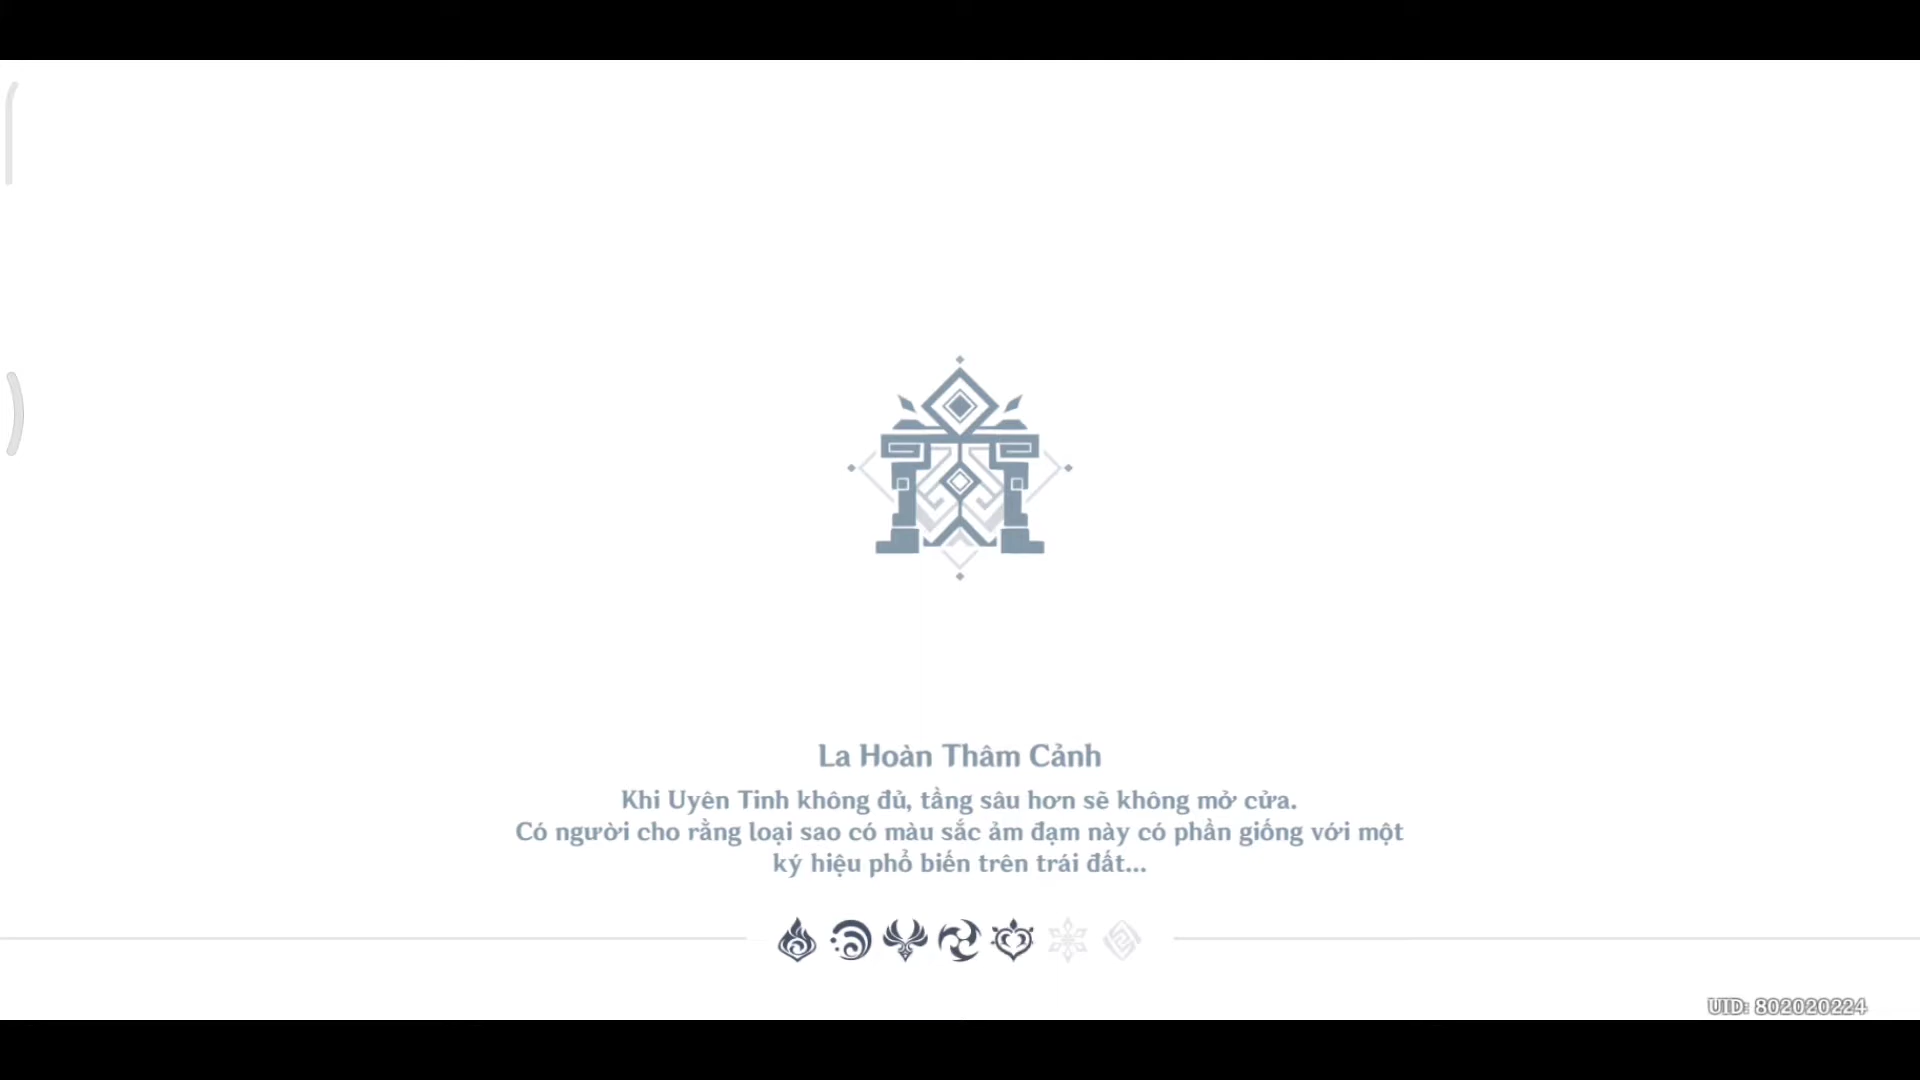 La Hoàn Thâm Cảnh
Khi Uyên Tinh không đủ, tầng sâu hơn sẽ không mở cửa.
Có người cho rằng loại sao có màu sắc ảm đạm này có phần giống với một
ký hiệu phổ biến trên trái đất...
UID: 802020224